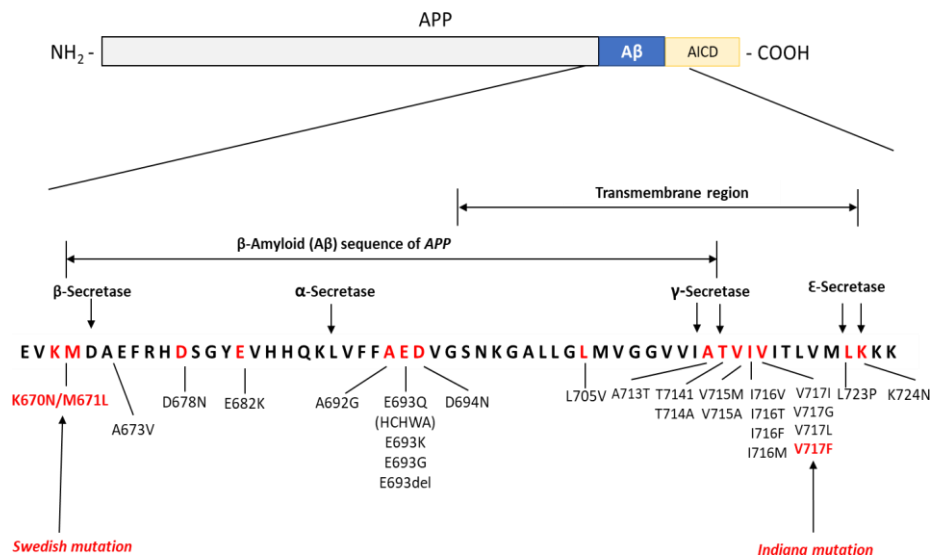 APP
NH2 - Aβ AICD - COOH
Transmembrane region
β-Amyloid (Aβ) sequence of APP
β-Secretase α-Secretase γ-Secretase Ɛ-Secretase
E V K M D A E F R H D S G Y E V H H Q K L V F F A E D V G S N K G A L L G L M V G G V V I A T V I V I T L V M L K K K
K670N/M671L A673V D678N E682K A692G E693Q D694N L705V A713T T7141 V715M I716V V717I L723P K724N
(HCHWA) T714A V715A I716T V717G
E693K I716F V717L
E693G I716M V717F
E693del
Swedish mutation Indiana mutation